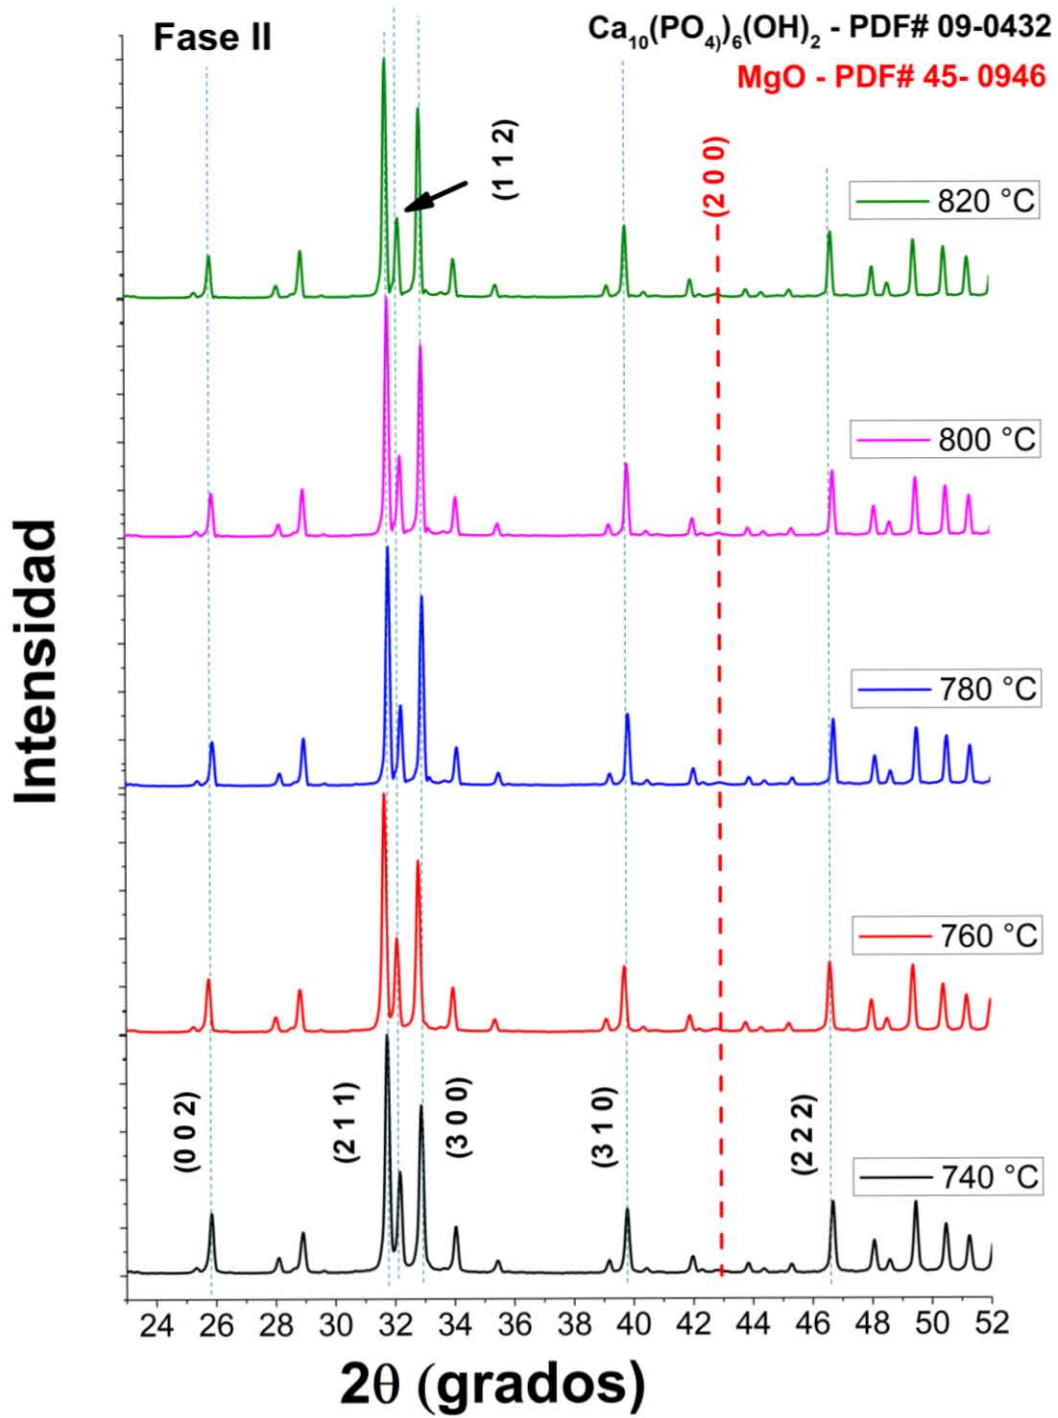 Fase II
Ca10(PO4)6(OH)2 - PDF# 09-0432
MgO - PDF# 45- 0946
(1 1 2)
(2 0 0)
820 °C
800 °C
780 °C
760 °C
740 °C
(0 0 2)
(2 1 1)
(3 0 0)
(3 1 0)
(2 2 2)
Intensidad
24 26 28 30 32 34 36 38 40 42 44 46 48 50 52
2θ (grados)